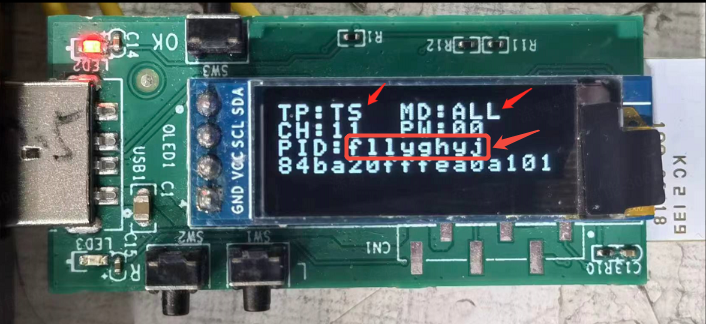 C14
LED2
OK
SW3
R1
R12
R11
GND VCC SCL SDA
OLED1
TP:TS MD:ALL
CH:11 PW:00
PID:fllyghyj
84ba20fffea0a101
USB1
C1
LED3
C15
R
SW2
SW1
L
CN1
C13
R10